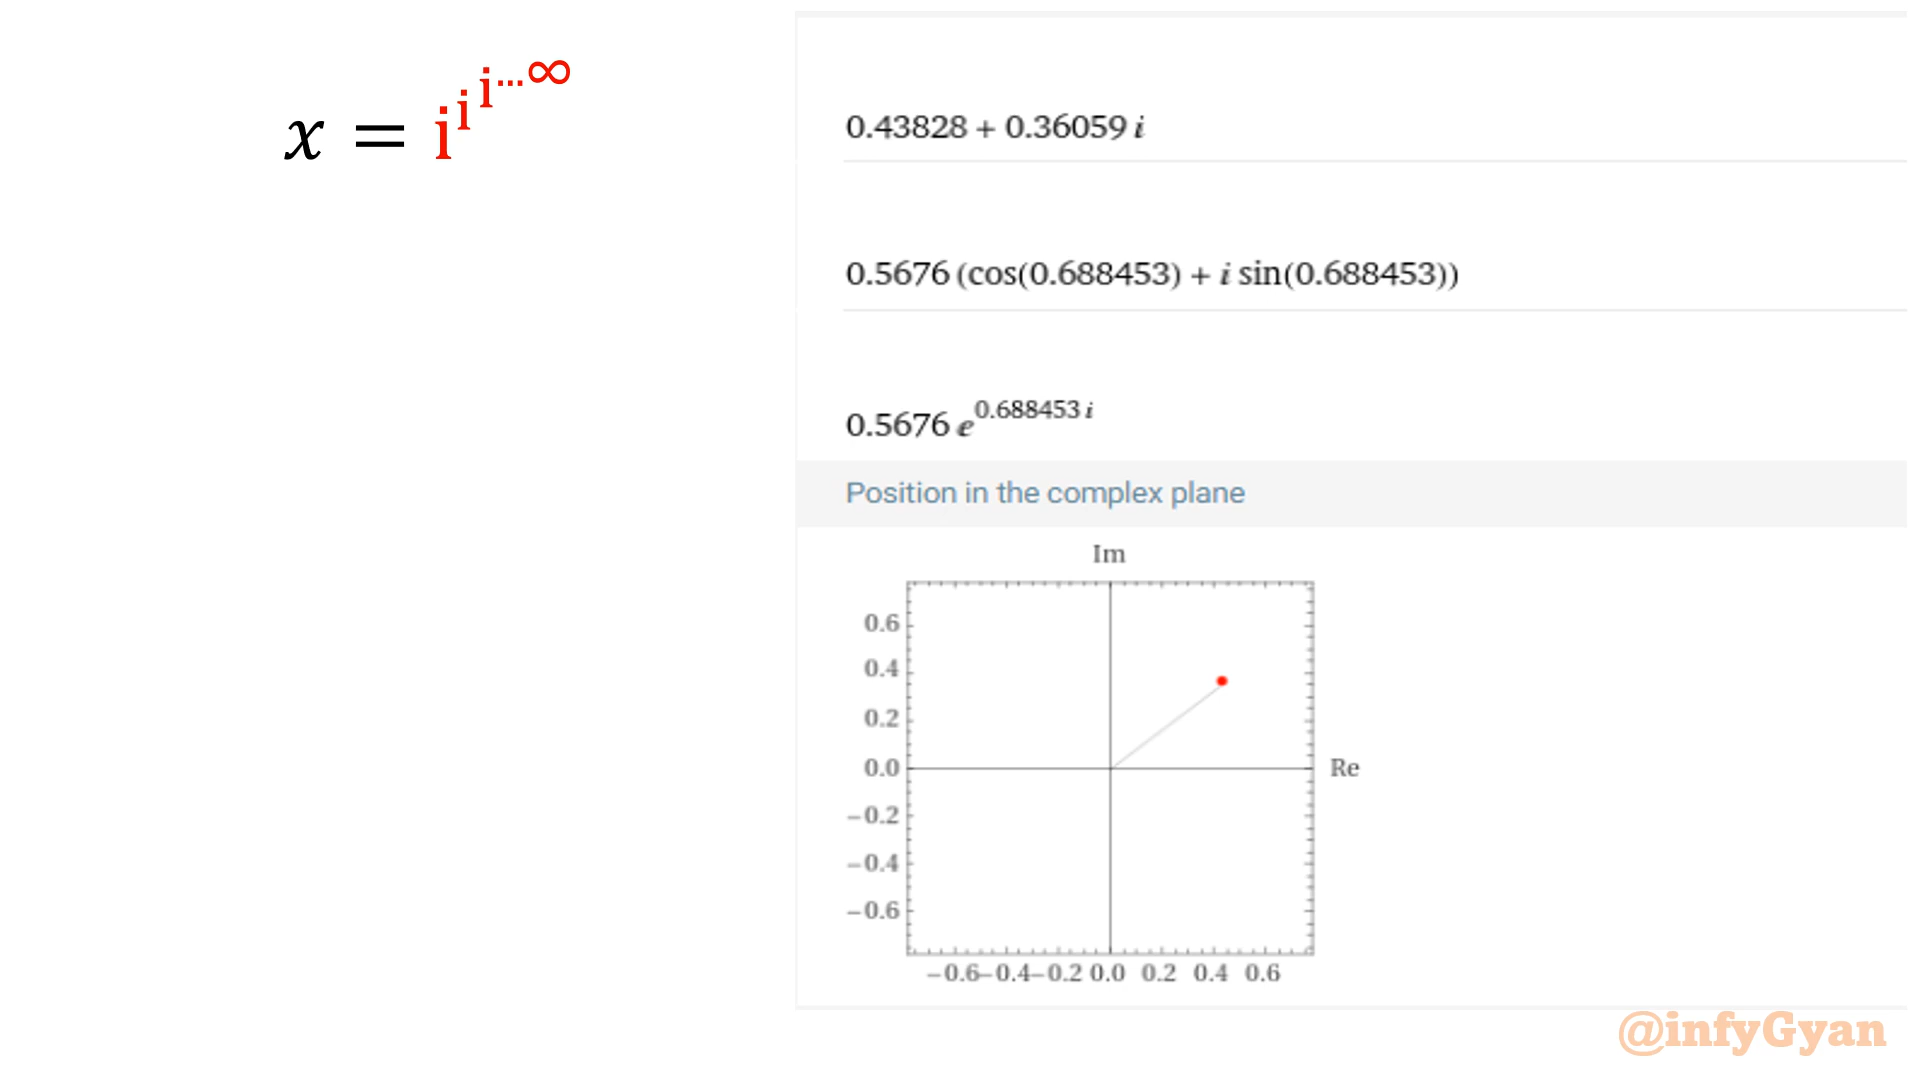 x = i^i^i^...∞
0.43828 + 0.36059 i
0.5676 (cos(0.688453) + i sin(0.688453))
0.5676 e^0.688453 i
Position in the complex plane
Im
0.6
0.4
0.2
0.0
Re
−0.2
−0.4
−0.6
−0.6 −0.4 −0.2 0.0 0.2 0.4 0.6
@infyGyan